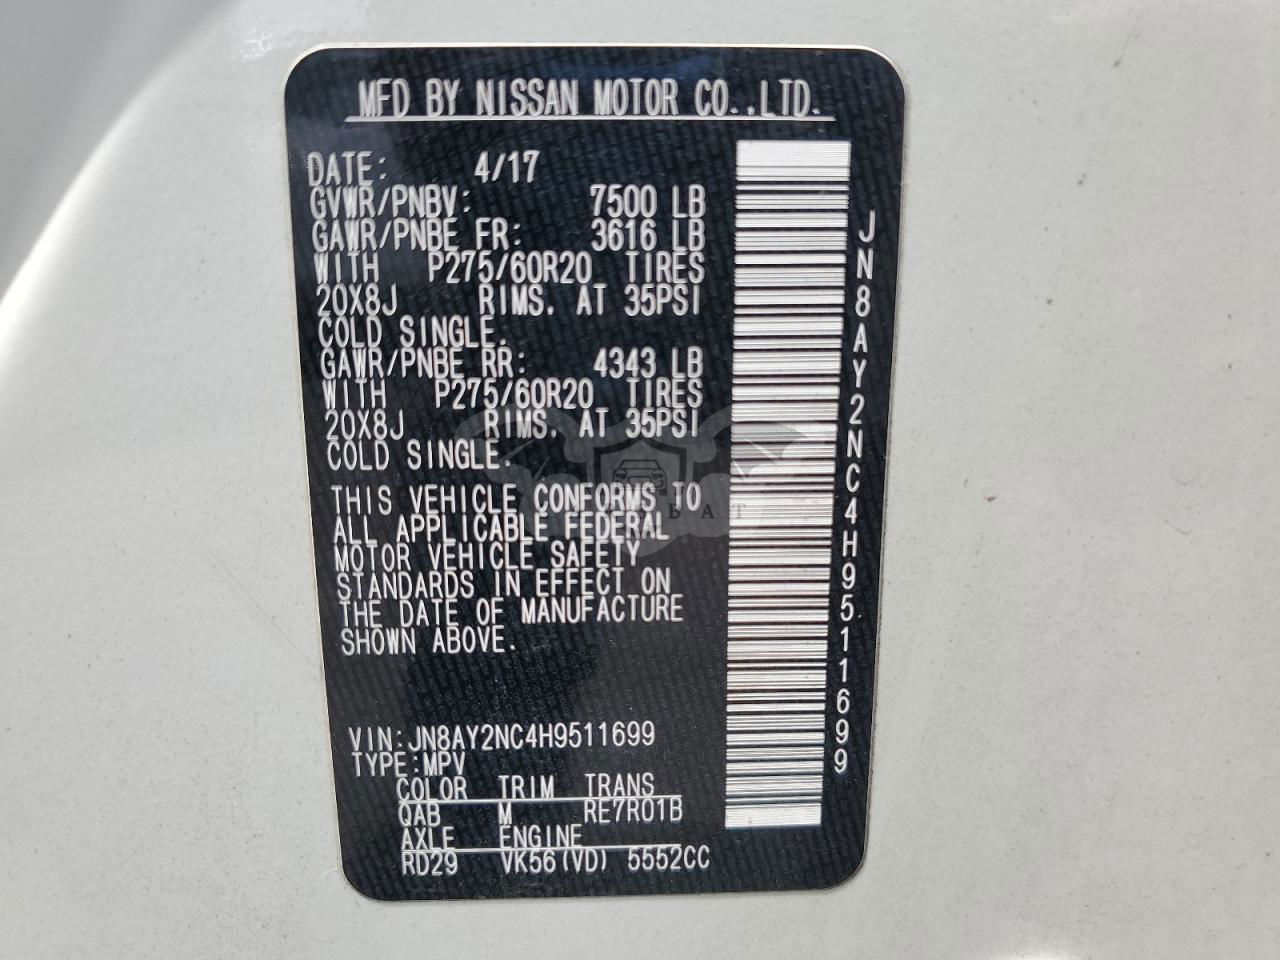 MFD BY NISSAN MOTOR CO.,LTD.
DATE: 4/17
GVWR/PNBV: 7500 LB
GAWR/PNBE FR: 3616 LB
WITH P275/60R20 TIRES
20X8J RIMS. AT 35PSI
COLD SINGLE.
GAWR/PNBE RR: 4343 LB
WITH P275/60R20 TIRES
20X8J RIMS. AT 35PSI
COLD SINGLE.
THIS VEHICLE CONFORMS TO
ALL APPLICABLE FEDERAL
MOTOR VEHICLE SAFETY
STANDARDS IN EFFECT ON
THE DATE OF MANUFACTURE
SHOWN ABOVE.
VIN:JN8AY2NC4H9511699
TYPE:MPV
COLOR TRIM TRANS
QAB M RE7R01B
AXLE ENGINE
RD29 VK56(VD) 5552CC
JN8AY2NC4H9511699